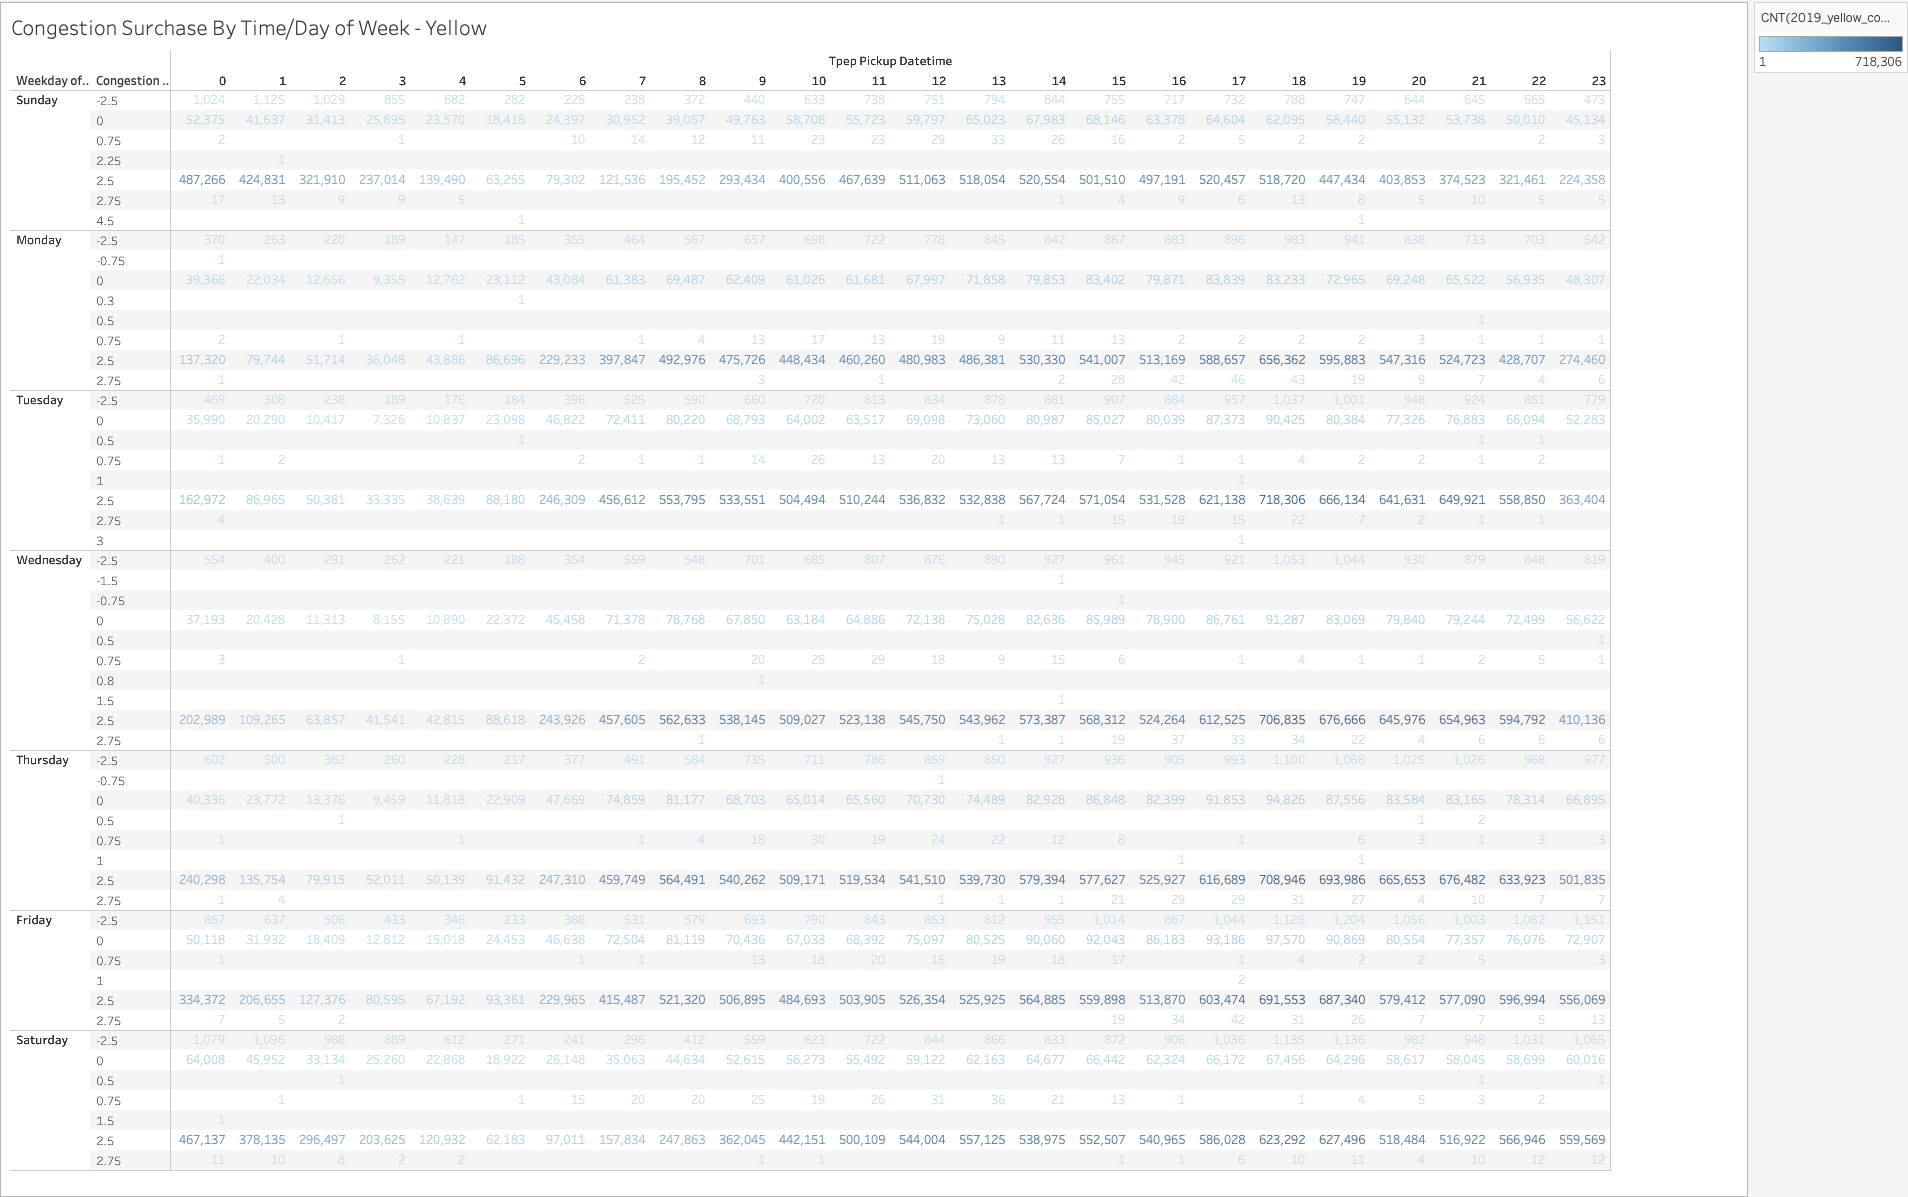 Congestion Surchase By Time/Day of Week - Yellow
CNT(2019_yellow_co...
1 718,306
Tpep Pickup Datetime
Weekday of.. Congestion .. 0 1 2 3 4 5 6 7 8 9 10 11 12 13 14 15 16 17 18 19 20 21 22 23
Sunday -2.5 1,024 1,125 1,029 855 682 282 225 238 372 440 633 738 751 794 844 755 717 732 788 747 644 645 565 473
0 52,375 41,637 31,413 25,895 23,570 18,418 24,397 30,952 39,057 49,763 58,708 55,723 59,797 65,023 67,983 68,146 63,378 64,604 62,095 56,440 55,132 53,738 50,010 45,134
0.75 2 1 10 14 12 11 23 23 29 33 26 16 2 5 2 2 2 3
2.25 1
2.5 487,266 424,831 321,910 237,014 139,490 63,255 79,302 121,536 195,452 293,434 400,556 467,639 511,063 518,054 520,554 501,510 497,191 520,457 518,720 447,434 403,853 374,523 321,461 224,358
2.75 17 13 9 9 5 1 4 9 6 13 8 5 10 5 5
4.5 1 1
Monday -2.5 370 263 220 189 147 185 355 464 567 657 698 722 778 845 842 867 883 896 983 941 838 733 703 542
-0.75 1
0 39,366 22,034 12,656 9,355 12,762 23,112 43,084 61,383 69,487 62,409 61,026 61,681 67,997 71,858 79,853 83,402 79,871 83,839 83,233 72,965 69,248 65,522 56,935 48,307
0.3 1
0.5 1
0.75 2 1 1 1 4 13 17 13 19 9 11 13 2 2 2 2 3 1 1 1
2.5 137,320 79,744 51,714 36,048 43,886 86,696 229,233 397,847 492,976 475,726 448,434 460,260 480,983 486,381 530,330 541,007 513,169 588,657 656,362 595,883 547,316 524,723 428,707 274,460
2.75 1 3 1 2 28 42 46 43 19 9 7 4 6
Tuesday -2.5 469 308 238 189 176 184 396 525 590 660 720 813 834 878 881 907 884 957 1,037 1,001 948 924 851 779
0 35,990 20,290 10,417 7,326 10,837 23,098 46,822 72,411 80,220 68,793 64,002 63,517 69,098 73,060 80,987 85,027 80,039 87,373 90,425 80,384 77,326 76,883 66,094 52,283
0.5 1 1 1
0.75 1 2 2 1 1 14 26 13 20 13 13 7 1 1 4 2 2 1 2
1 1
2.5 162,972 86,965 50,381 33,335 38,639 88,180 246,309 456,612 553,795 533,551 504,494 510,244 536,832 532,838 567,724 571,054 531,528 621,138 718,306 666,134 641,631 649,921 558,850 363,404
2.75 4 1 1 15 19 15 22 7 2 1 1
3 1
Wednesday -2.5 554 400 291 262 221 188 354 559 548 701 685 807 876 890 927 961 945 921 1,053 1,044 930 879 848 819
-1.5 1
-0.75 1
0 37,193 20,428 11,313 8,155 10,890 22,372 45,458 71,378 78,768 67,850 63,184 64,886 72,138 75,028 82,636 85,989 78,900 86,761 91,287 83,069 79,840 79,244 72,499 56,622
0.5 1
0.75 3 1 2 20 25 29 18 9 15 6 1 4 1 1 2 5 1
0.8 1
1.5 1
2.5 202,989 109,265 63,857 41,541 42,815 88,618 243,926 457,605 562,633 538,145 509,027 523,138 545,750 543,962 573,387 568,312 524,264 612,525 706,835 676,666 645,976 654,963 594,792 410,136
2.75 1 1 1 19 37 33 34 22 4 6 6 6
Thursday -2.5 602 500 362 260 228 217 377 491 584 735 711 786 859 850 927 936 905 993 1,100 1,068 1,025 1,026 968 977
-0.75 1
0 40,336 23,772 13,376 9,459 11,818 22,909 47,669 74,859 81,177 68,703 65,014 65,560 70,730 74,489 82,928 86,848 82,399 91,853 94,826 87,556 83,584 83,165 78,314 66,895
0.5 1 1 2
0.75 1 1 1 4 18 30 19 24 22 12 8 1 6 3 1 3 3
1 1 1
2.5 240,298 135,754 79,915 52,011 50,139 91,432 247,310 459,749 564,491 540,262 509,171 519,534 541,510 539,730 579,394 577,627 525,927 616,689 708,946 693,986 665,653 676,482 633,923 501,835
2.75 1 4 1 1 1 21 29 29 31 27 4 10 7 7
Friday -2.5 857 637 506 433 346 233 388 531 579 693 790 843 853 812 955 1,014 867 1,044 1,126 1,204 1,056 1,003 1,082 1,151
0 50,118 31,932 18,409 12,812 15,018 24,453 46,638 72,504 81,119 70,436 67,033 68,392 75,097 80,525 90,060 92,043 86,183 93,186 97,570 90,869 80,554 77,357 76,076 72,907
0.75 1 1 1 13 18 20 16 19 18 17 1 4 2 2 5 3
1 2
2.5 334,372 206,655 127,376 80,595 67,192 93,361 229,965 415,487 521,320 506,895 484,693 503,905 526,354 525,925 564,885 559,898 513,870 603,474 691,553 687,340 579,412 577,090 596,994 556,069
2.75 7 5 2 19 34 42 31 26 7 7 5 13
Saturday -2.5 1,079 1,096 988 889 612 271 241 296 412 559 623 722 844 866 833 872 906 1,036 1,135 1,136 982 948 1,031 1,065
0 64,008 45,952 33,134 25,260 22,868 18,922 26,148 35,063 44,634 52,615 56,273 55,492 59,122 62,163 64,677 66,442 62,324 66,172 67,456 64,296 58,617 58,045 58,699 60,016
0.5 1 1 1
0.75 1 1 15 20 20 25 19 26 31 36 21 13 1 1 4 5 3 2
1.5 1
2.5 467,137 378,135 296,497 203,625 120,932 62,183 97,011 157,834 247,863 362,045 442,151 500,109 544,004 557,125 538,975 552,507 540,965 586,028 623,292 627,496 518,484 516,922 566,946 559,569
2.75 11 10 8 2 2 1 1 1 1 6 10 11 4 10 12 12